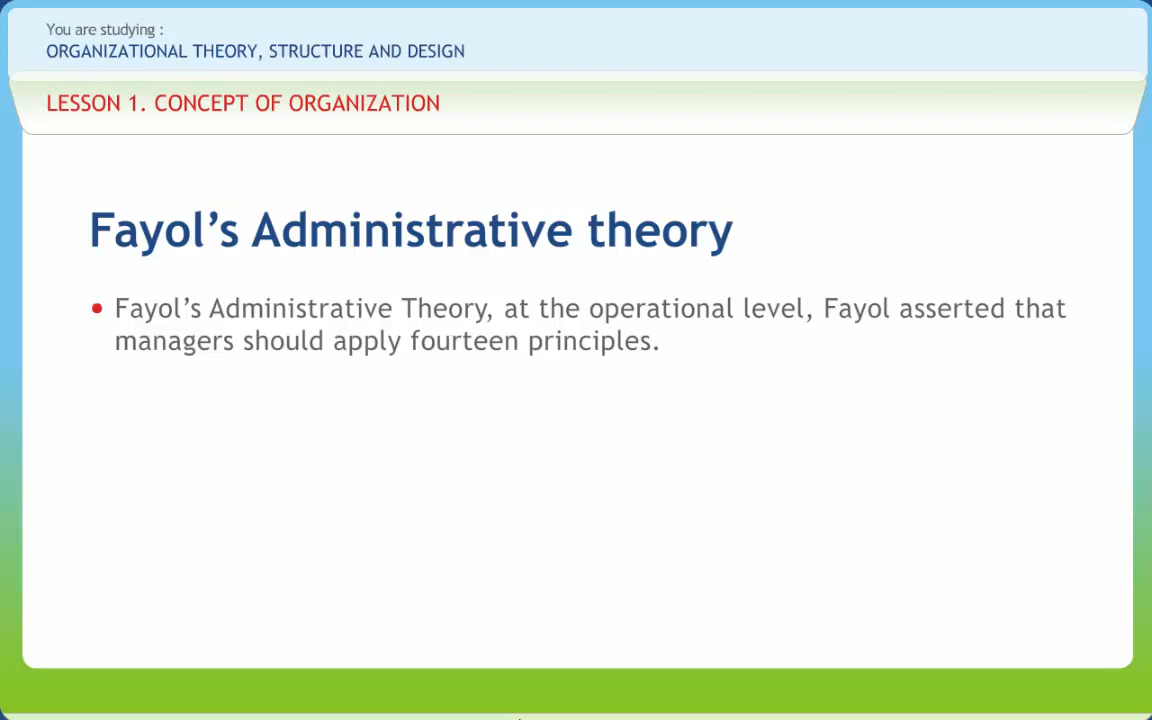 You are studying :
ORGANIZATIONAL THEORY, STRUCTURE AND DESIGN
LESSON 1. CONCEPT OF ORGANIZATION
Fayol’s Administrative theory
• Fayol’s Administrative Theory, at the operational level, Fayol asserted that
managers should apply fourteen principles.